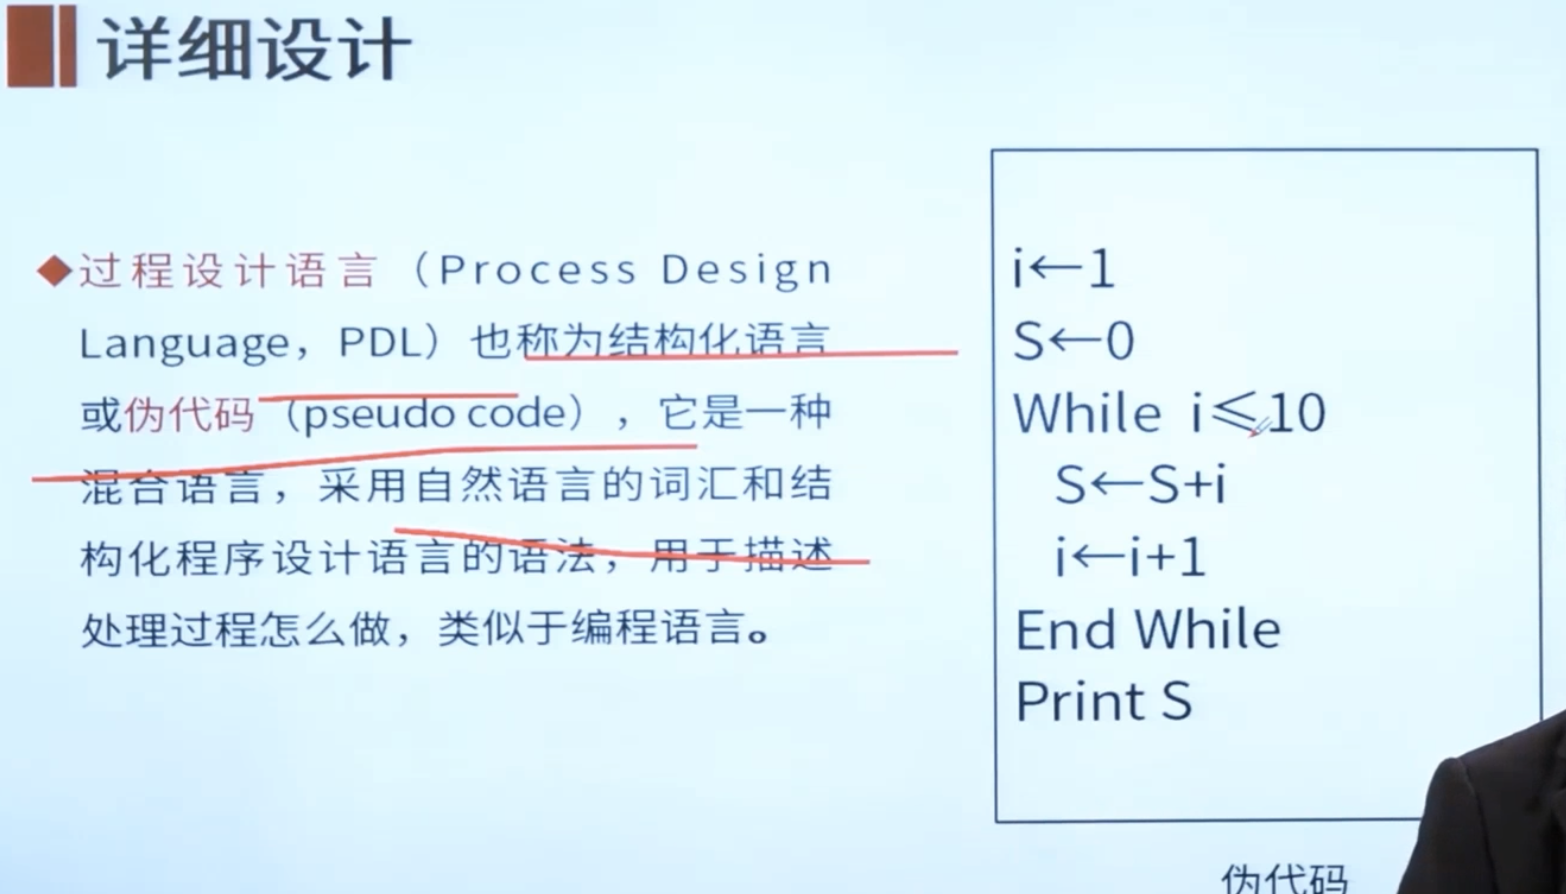 详细设计
◆过程设计语言（Process Design
Language，PDL）也称为结构化语言
或伪代码（pseudo code），它是一种
混合语言，采用自然语言的词汇和结
构化程序设计语言的语法，用于描述
处理过程怎么做，类似于编程语言。
i←1
S←0
While i≤10
S←S+i
i←i+1
End While
Print S
伪代码